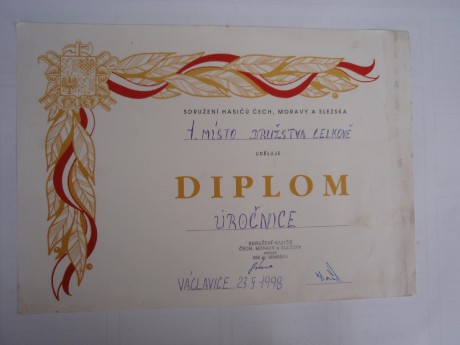 SDRUŽENÍ HASIČŮ ČECH, MORAVY A SLEZSKA
1. MÍSTO DRUŽSTVA CELKOVĚ
UDĚLUJE
DIPLOM
ÚROČNICE
SDRUŽENÍ HASIČŮ
ČECH, MORAVY A SLEZSKA
VÁCLAVICE 23.5.1998